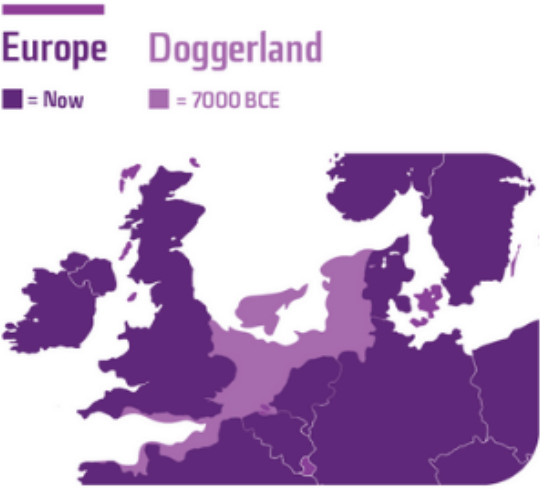 Europe Doggerland
= Now = 7000 BCE